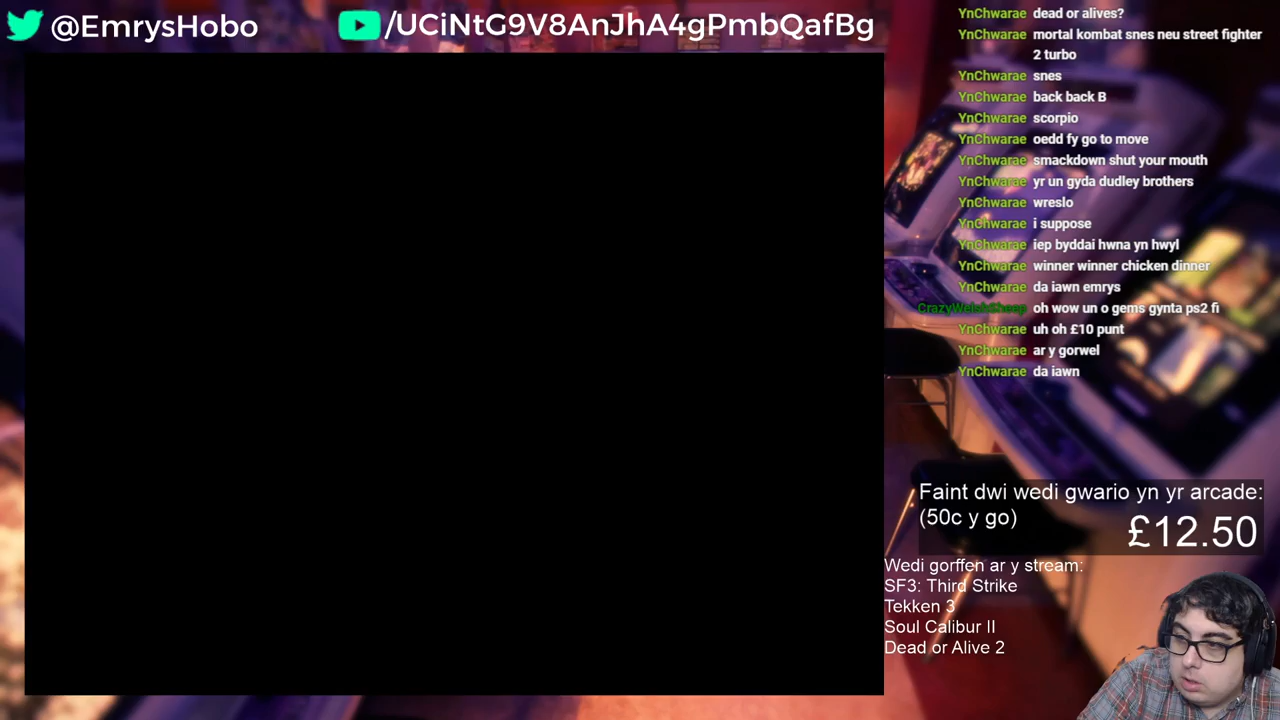 @EmrysHobo
/UCiNtG9V8AnJhA4gPmbQafBg
YnChwarae dead or alives?
YnChwarae mortal kombat snes neu street fighter
2 turbo
YnChwarae snes
YnChwarae back back B
YnChwarae scorpio
YnChwarae oedd fy go to move
YnChwarae smackdown shut your mouth
YnChwarae yr un gyda dudley brothers
YnChwarae wreslo
YnChwarae i suppose
YnChwarae iep byddai hwna yn hwyl
YnChwarae winner winner chicken dinner
YnChwarae da iawn emrys
CrazyWelshSheep oh wow un o gems gynta ps2 fi
YnChwarae uh oh £10 punt
YnChwarae ar y gorwel
YnChwarae da iawn
Faint dwi wedi gwario yn yr arcade:
(50c y go)
£12.50
Wedi gorffen ar y stream:
SF3: Third Strike
Tekken 3
Soul Calibur II
Dead or Alive 2